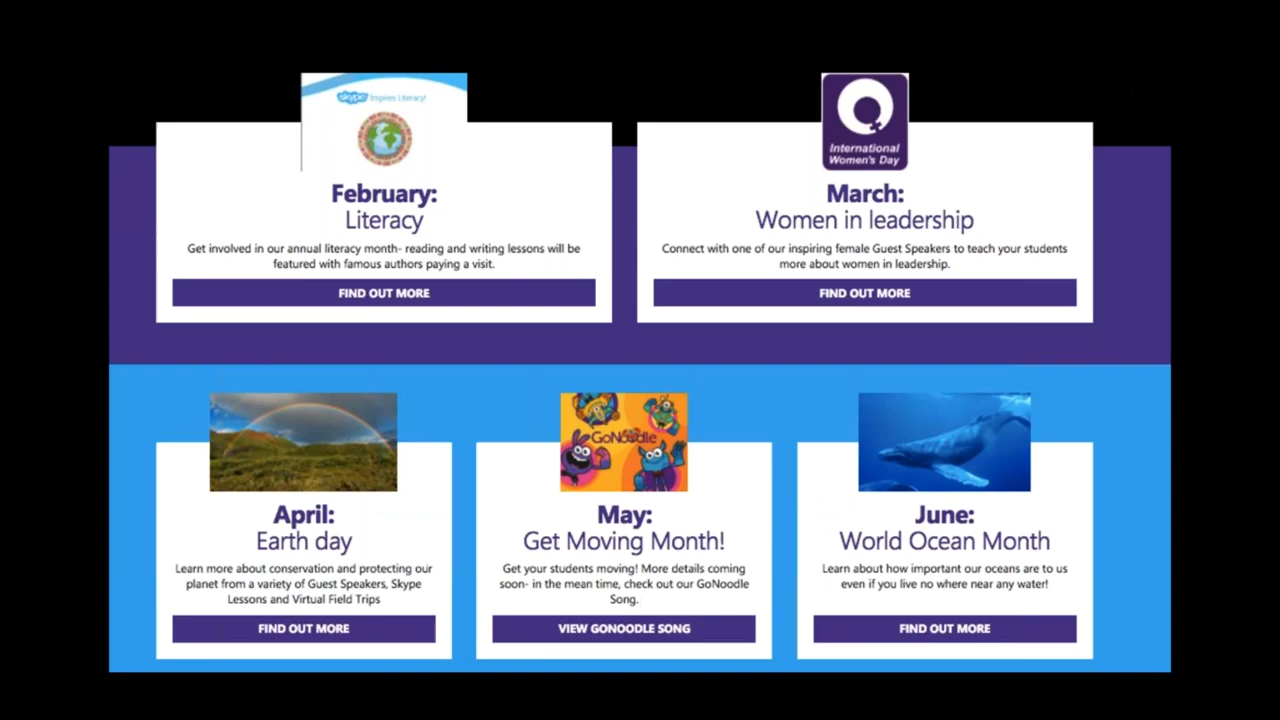 skype Inspires Literacy!
International
Women's Day
February:
Literacy
Get involved in our annual literacy month- reading and writing lessons will be
featured with famous authors paying a visit.
FIND OUT MORE
March:
Women in leadership
Connect with one of our inspiring female Guest Speakers to teach your students
more about women in leadership.
FIND OUT MORE
GoNoodle
April:
Earth day
Learn more about conservation and protecting our
planet from a variety of Guest Speakers, Skype
Lessons and Virtual Field Trips
FIND OUT MORE
May:
Get Moving Month!
Get your students moving! More details coming
soon- in the mean time, check out our GoNoodle
Song.
VIEW GONOODLE SONG
June:
World Ocean Month
Learn about how important our oceans are to us
even if you live no where near any water!
FIND OUT MORE